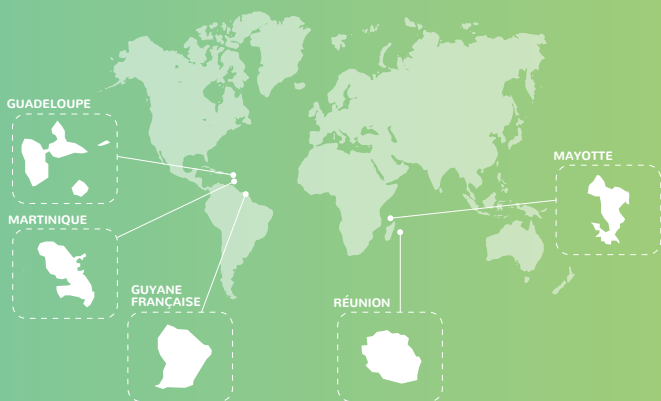 GUADELOUPE
MAYOTTE
MARTINIQUE
GUYANE
FRANÇAISE
RÉUNION